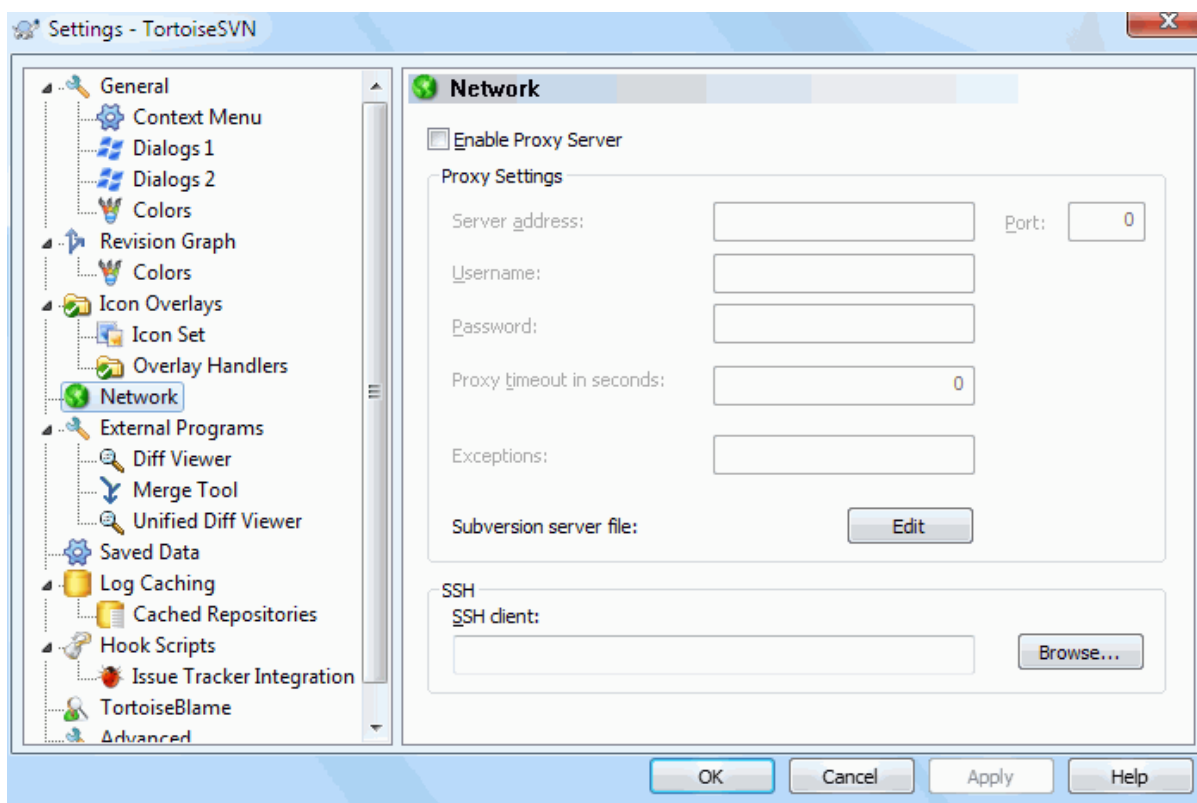 Settings - TortoiseSVN
General
Context Menu
Dialogs 1
Dialogs 2
Colors
Revision Graph
Colors
Icon Overlays
Icon Set
Overlay Handlers
Network
External Programs
Diff Viewer
Merge Tool
Unified Diff Viewer
Saved Data
Log Caching
Cached Repositories
Hook Scripts
Issue Tracker Integration
TortoiseBlame
Advanced
Network
Enable Proxy Server
Proxy Settings
Server address:
Port: 0
Username:
Password:
Proxy timeout in seconds: 0
Exceptions:
Subversion server file: Edit
SSH
SSH client:
Browse...
OK Cancel Apply Help